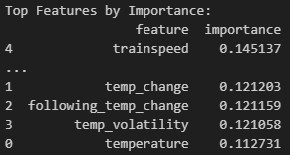 Top Features by Importance:
feature importance
4 trainspeed 0.145137
...
1 temp_change 0.121203
2 following_temp_change 0.121159
3 temp_volatility 0.121058
0 temperature 0.112731